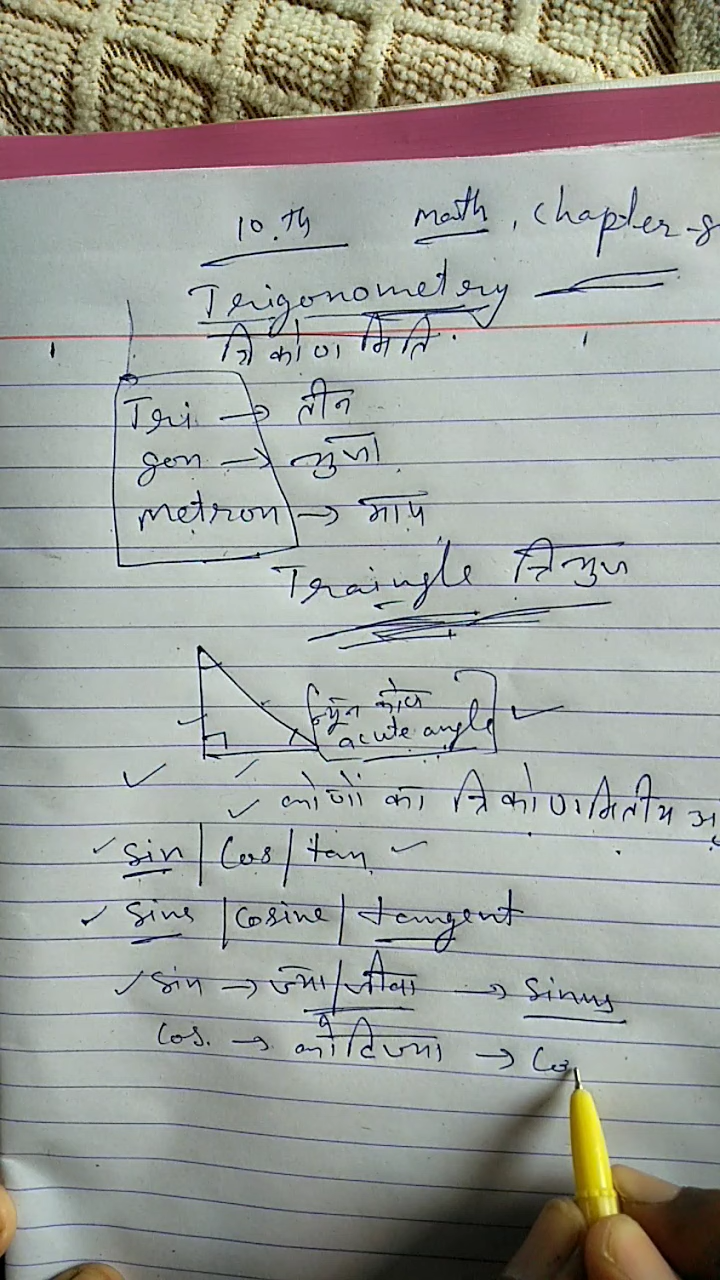 10.th math, chapter-8
Trigonometry
त्रिकोणमिति.
Tri → तीन
gon → भुजा
metron → माप
Traingle त्रिभुज
न्यून कोण
acute angle
कोणों का त्रिकोणमितीय अ
sin | Cos | tan
Sine | Cosine | tangent
sin → ज्या/जीवा → Sinus
Cos. → कोटिज्या → Co